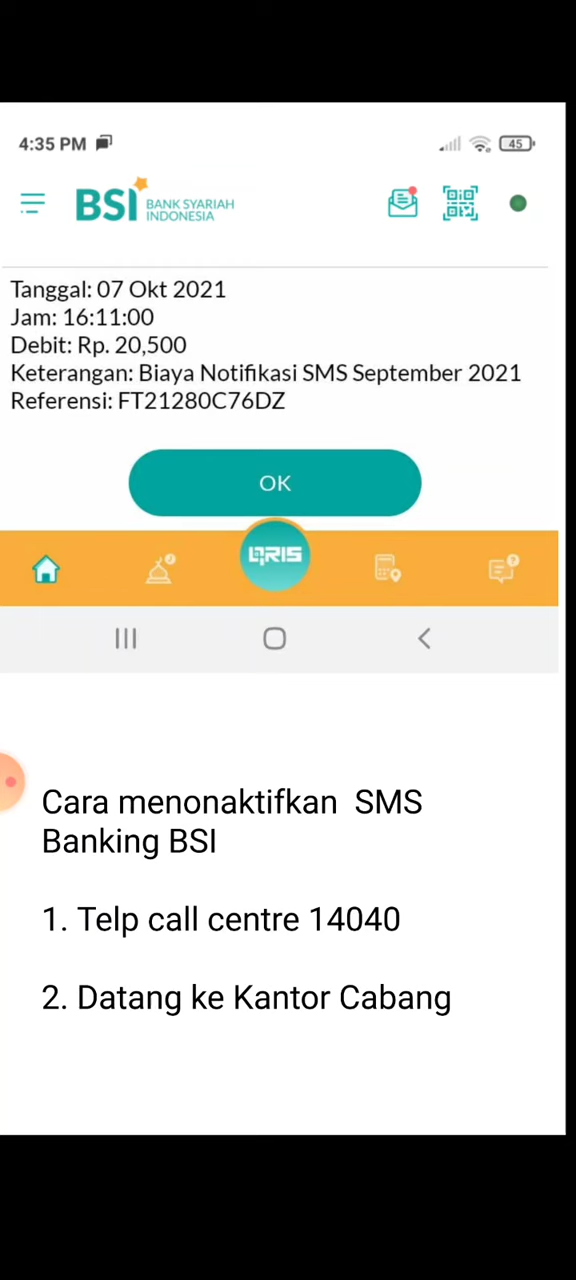 4:35 PM
45
BSI BANK SYARIAH
INDONESIA
Tanggal: 07 Okt 2021
Jam: 16:11:00
Debit: Rp. 20,500
Keterangan: Biaya Notifikasi SMS September 2021
Referensi: FT21280C76DZ
OK
QRIS
Cara menonaktifkan  SMS
Banking BSI
1. Telp call centre 14040
2. Datang ke Kantor Cabang